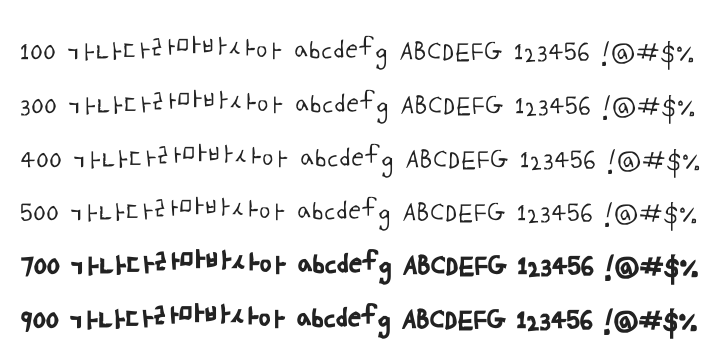 100 가나다라마바사아 abcdefg ABCDEFG 123456 !@#$%
300 가나다라마바사아 abcdefg ABCDEFG 123456 !@#$%
400 가나다라마바사아 abcdefg ABCDEFG 123456 !@#$%
500 가나다라마바사아 abcdefg ABCDEFG 123456 !@#$%
700 가나다라마바사아 abcdefg ABCDEFG 123456 !@#$%
900 가나다라마바사아 abcdefg ABCDEFG 123456 !@#$%